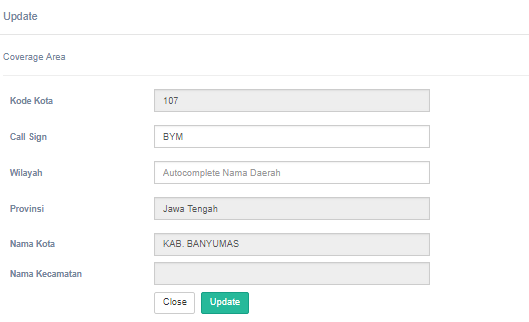 Update
Coverage Area
Kode Kota 107
Call Sign BYM
Wilayah Autocomplete Nama Daerah
Provinsi Jawa Tengah
Nama Kota KAB. BANYUMAS
Nama Kecamatan
Close Update